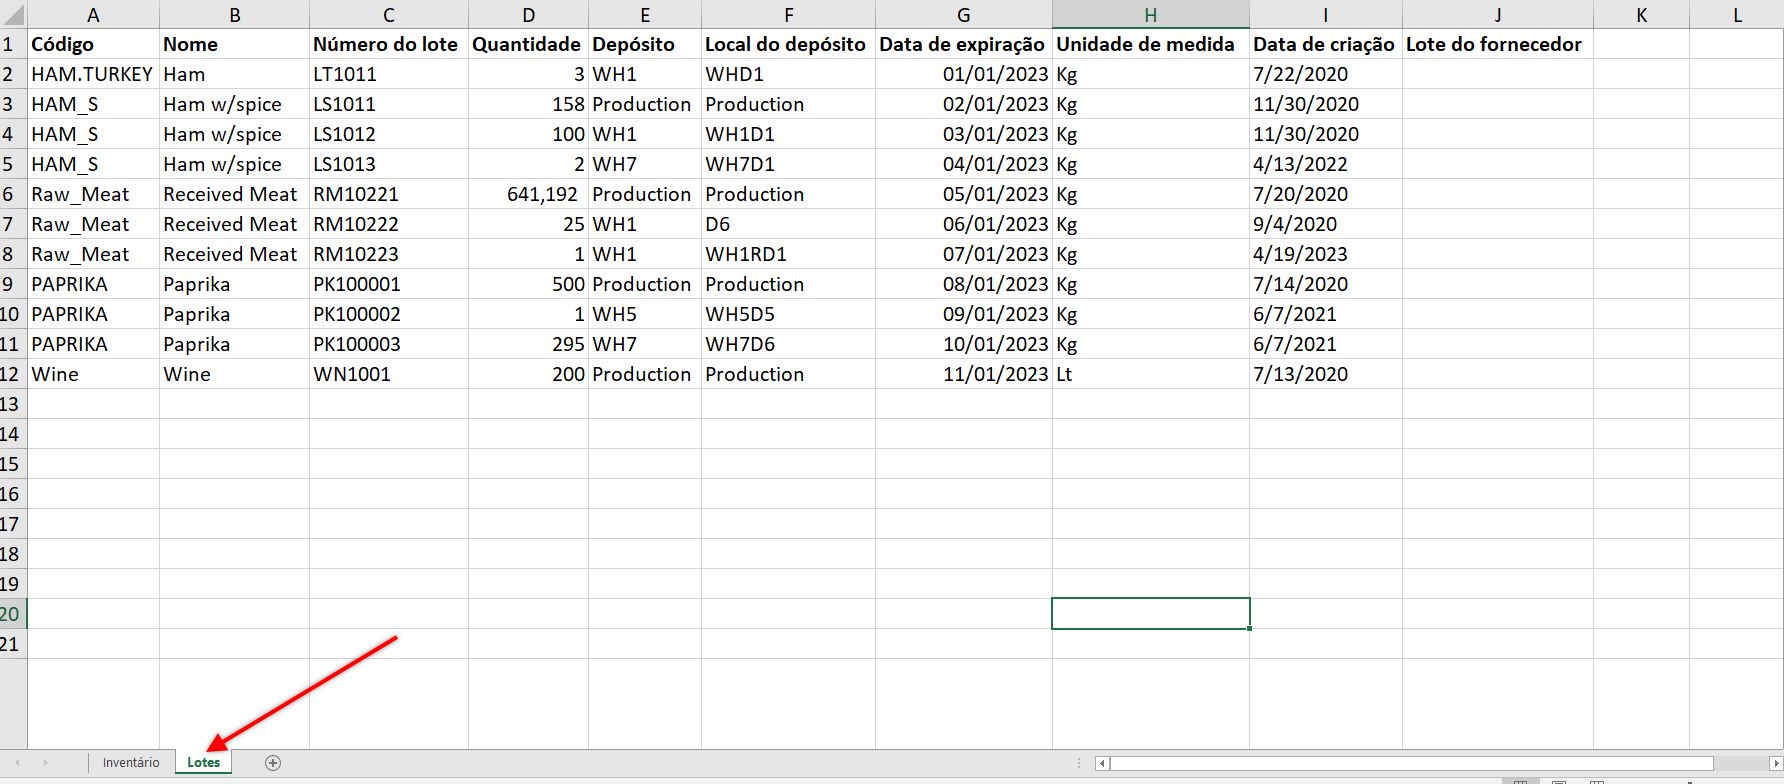 A B C D E F G H I J K L
1 Código Nome Número do lote Quantidade Depósito Local do depósito Data de expiração Unidade de medida Data de criação Lote do fornecedor
2 HAM.TURKEY Ham LT1011 3 WH1 WHD1 01/01/2023 Kg 7/22/2020
3 HAM_S Ham w/spice LS1011 158 Production Production 02/01/2023 Kg 11/30/2020
4 HAM_S Ham w/spice LS1012 100 WH1 WH1D1 03/01/2023 Kg 11/30/2020
5 HAM_S Ham w/spice LS1013 2 WH7 WH7D1 04/01/2023 Kg 4/13/2022
6 Raw_Meat Received Meat RM10221 641,192 Production Production 05/01/2023 Kg 7/20/2020
7 Raw_Meat Received Meat RM10222 25 WH1 D6 06/01/2023 Kg 9/4/2020
8 Raw_Meat Received Meat RM10223 1 WH1 WH1RD1 07/01/2023 Kg 4/19/2023
9 PAPRIKA Paprika PK100001 500 Production Production 08/01/2023 Kg 7/14/2020
10 PAPRIKA Paprika PK100002 1 WH5 WH5D5 09/01/2023 Kg 6/7/2021
11 PAPRIKA Paprika PK100003 295 WH7 WH7D6 10/01/2023 Kg 6/7/2021
12 Wine Wine WN1001 200 Production Production 11/01/2023 Lt 7/13/2020
13
14
15
16
17
18
19
20
21
Inventário Lotes